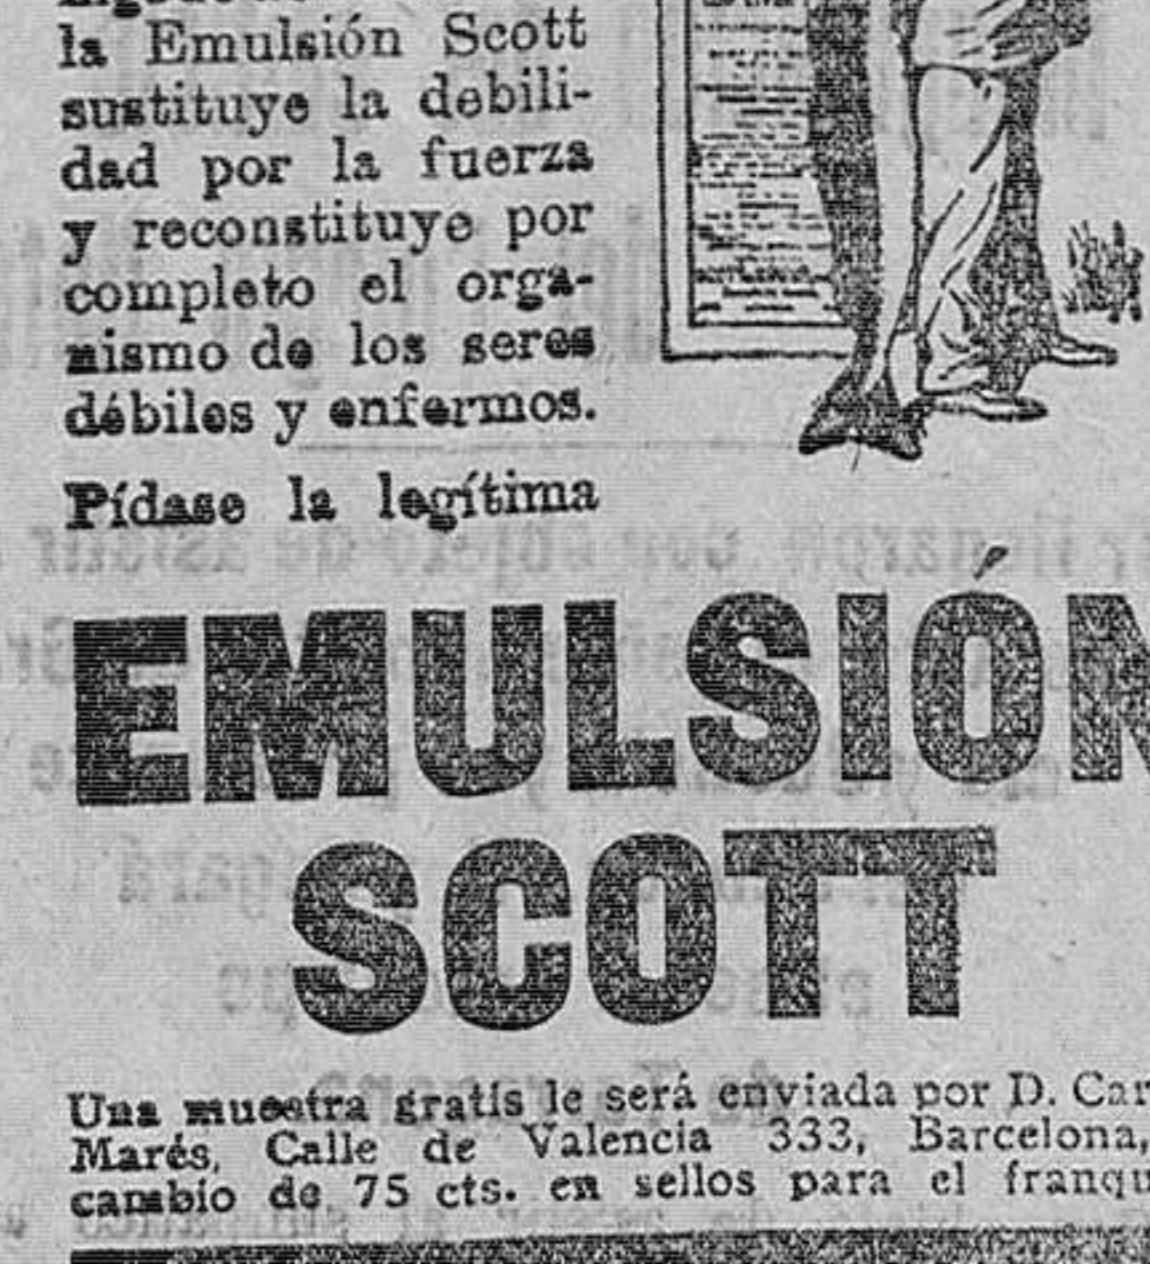 la Emulsión Scott
sustituye la debili-
dad por la fuerza
y reconstituye por
completo el orga-
nismo de los seres
débiles y enfermos.
Pídase la legítima
EMULSIÓN
SCOTT
Una muestra gratis le será enviada por D. Car
Marés, Calle de Valencia 333, Barcelona,
cambio de 75 cts. en sellos para el franqu